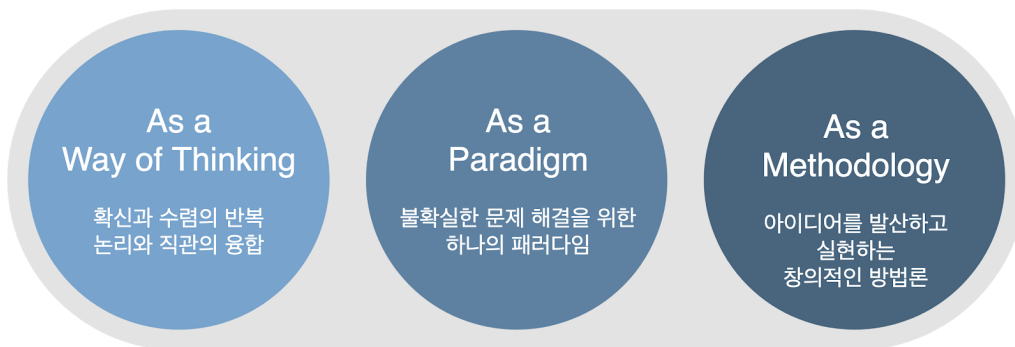 As a
Way of Thinking
확신과 수렴의 반복
논리와 직관의 융합
As a
Paradigm
불확실한 문제 해결을 위한
하나의 패러다임
As a
Methodology
아이디어를 발산하고
실현하는
창의적인 방법론